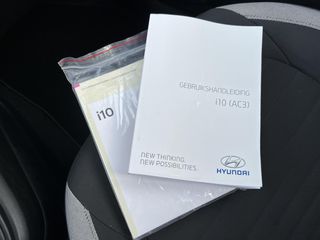 GEBRUIKSHANDLEIDING
i10 (AC3)
i10
NEW THINKING.
NEW POSSIBILITIES.
HYUNDAI